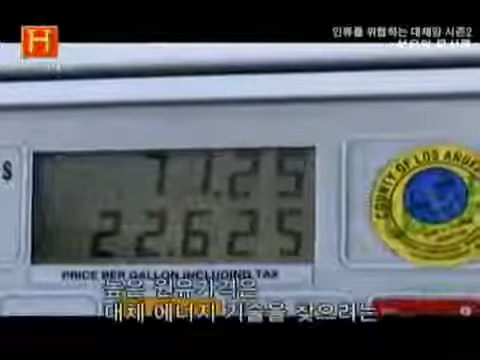 H
인류를 위협하는 대재앙 시즌2
$
77.25
22.625
COUNTY OF LOS ANGE
PRICE PER GALLON INCLUDING TAX
높은 원유가격은
대체 에너지 기술을 찾으려는